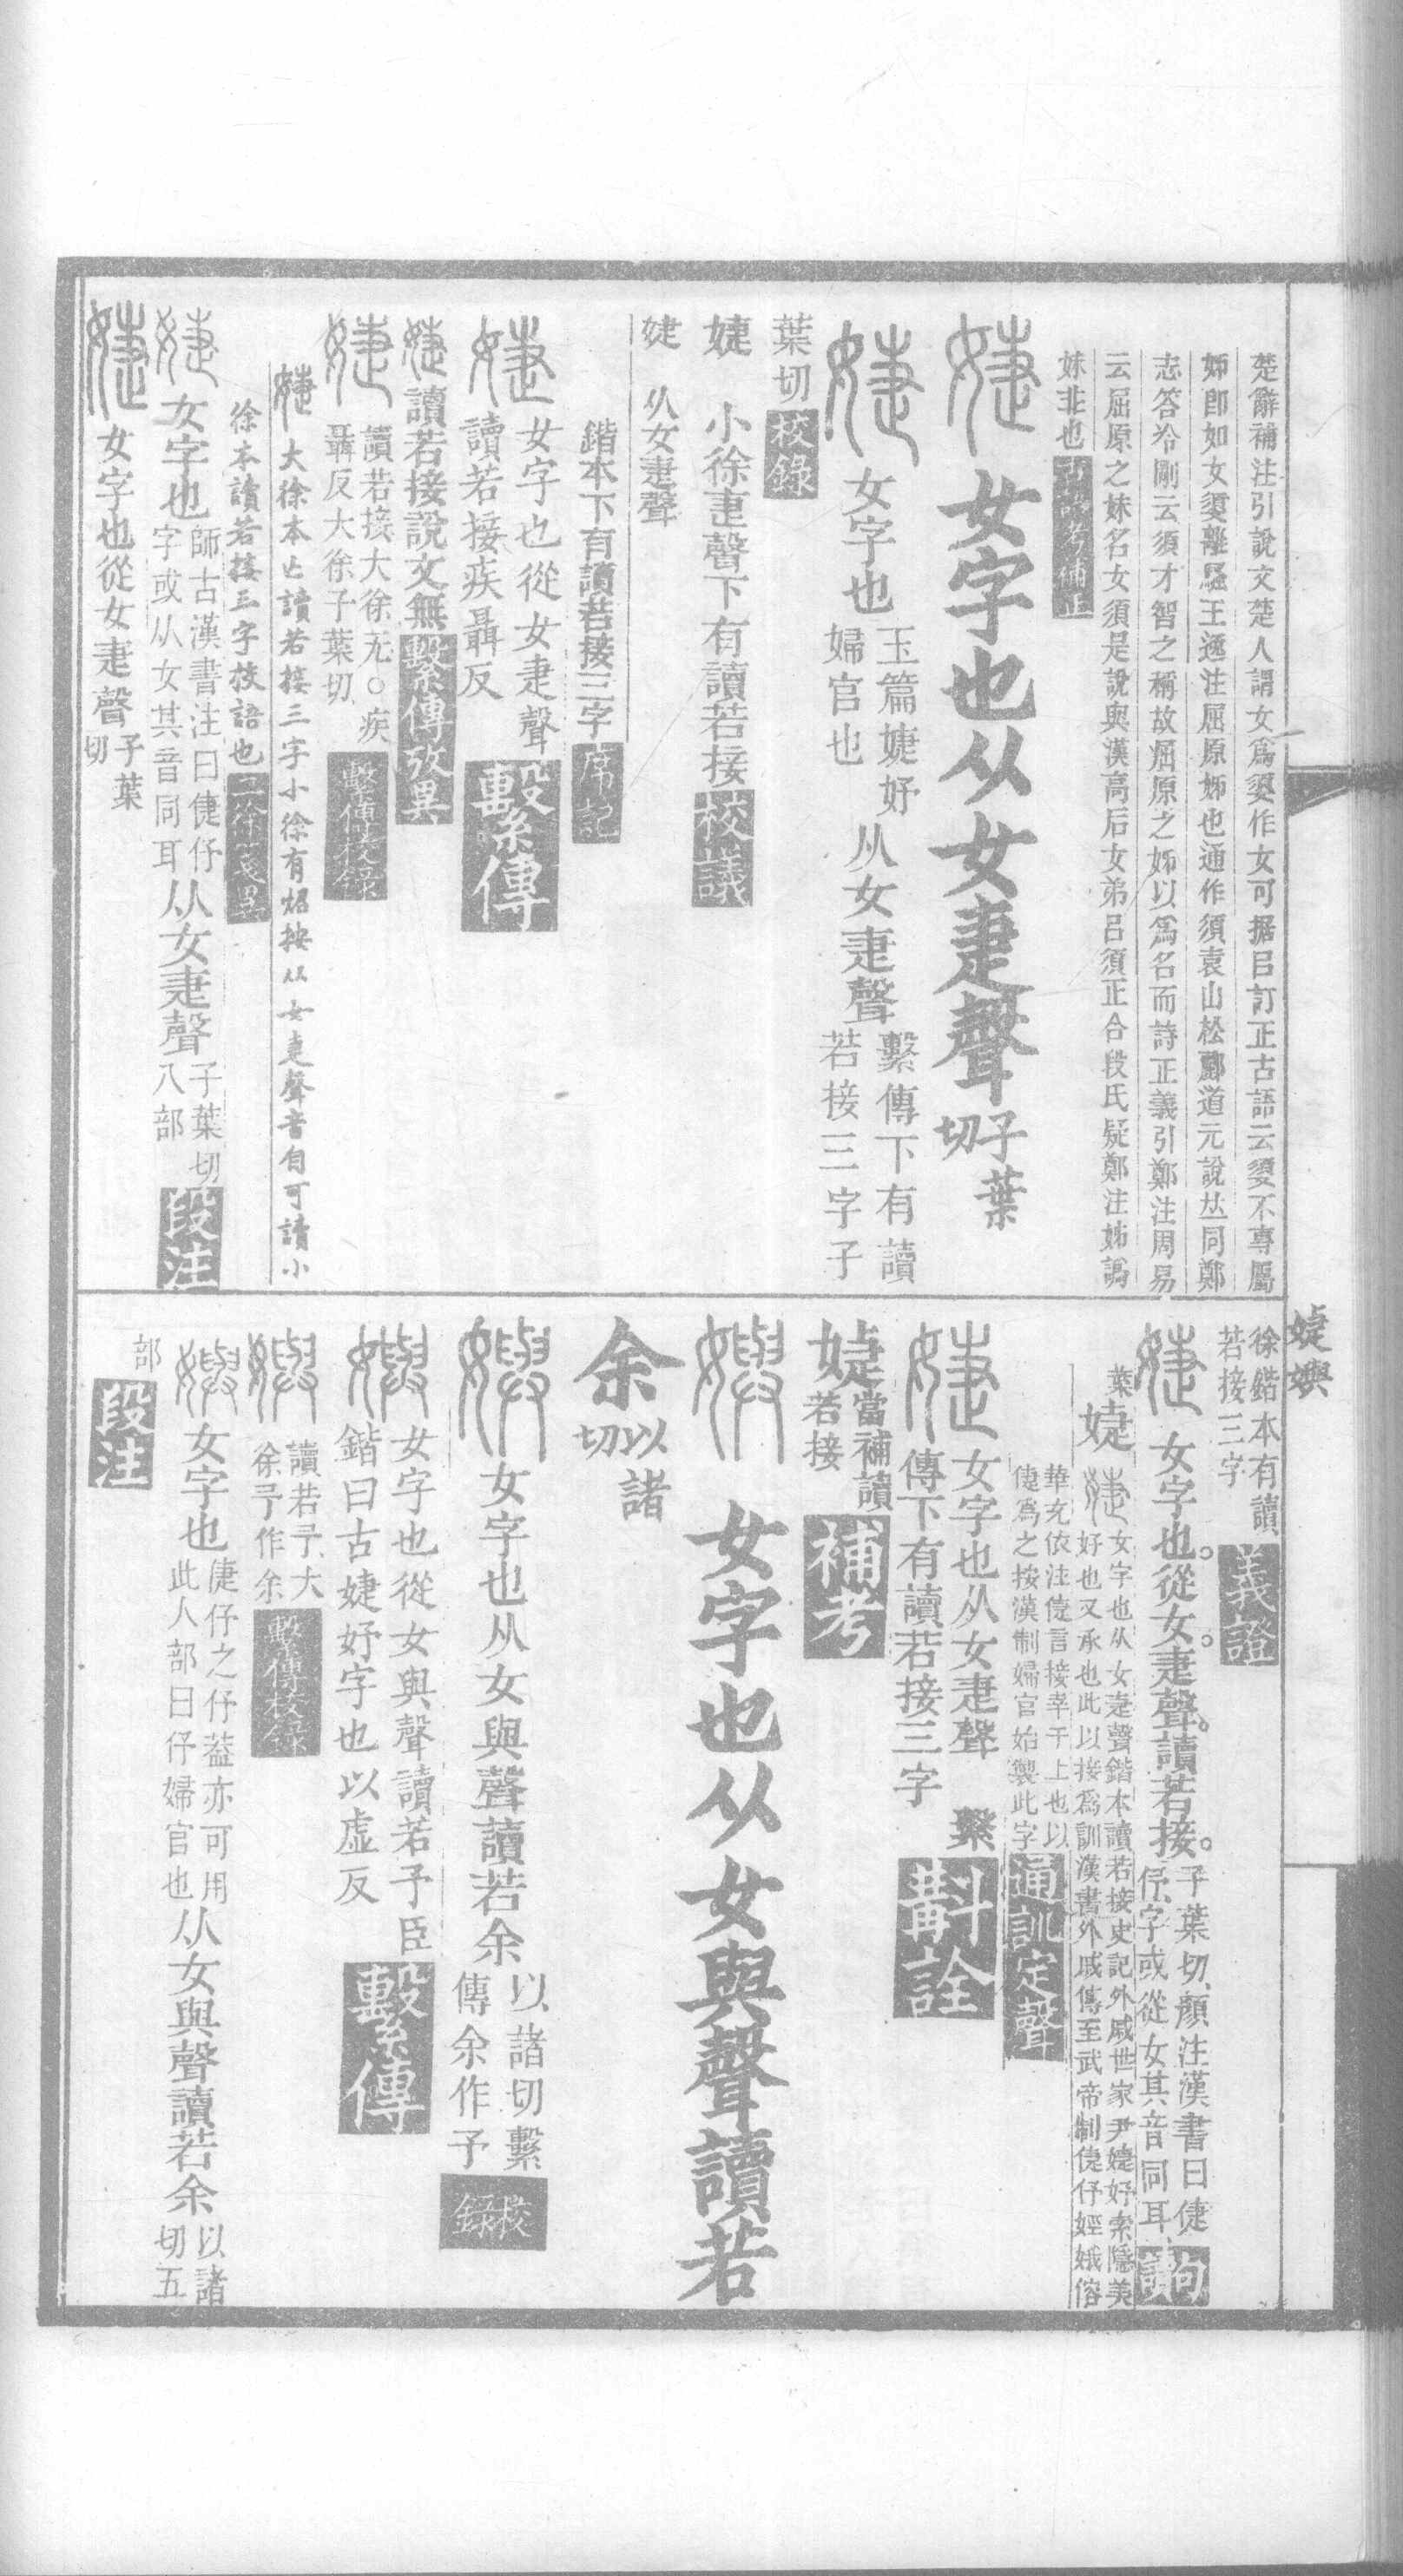 楚辭補注引說文楚人謂女爲嬃作女可据㠯訂正古語云嬃不專屬
姊卽如女嬃離騷王逸注屈原姊也通作須袁山松酈道元說竝同鄭
志答冷剛云須才智之稱故屈原之姊以爲名而詩正義引鄭注周易
云屈原之妹名女須是說與漢高后女弟呂須正合段氏疑鄭注姊譌
妹非也
婕女字也从女疌聲子葉切
婕女字也玉篇婕妤婦官也从女疌聲繫傳下有讀若接三字子
葉切校錄
婕小徐疌聲下有讀若接校議
婕 从女疌聲
鍇本下有讀若接三字席記
婕女字也從女疌聲讀若接疾聶反繫傳
婕讀若接說文無繫傳攷異
婕讀若接大徐无○疾聶反大徐子葉切繫傳校錄
婕大徐本亡讀若接三字小徐有紹按从女疌聲音自可讀小
徐本讀若接三字校語也二徐箋異
婕女字也師古漢書注曰倢伃字或从女其音同耳从女疌聲子葉切八部段注
婕女字也從女疌聲子葉切
婕嬩
徐鍇本有讀若接三字義證
婕女字也。從女。疌聲。讀若接。子葉切顏注漢書曰倢伃字或從女其音同耳句讀
葉
婕婕女字也从女疌聲鍇本讀若接史記外戚世家尹婕妤索隱美好也又承也此以接爲訓漢書外戚傳至武帝制倢伃娙娥傛
華充依注倢言接幸于上也以倢爲之按漢制婦官始製此字通訓定聲
婕女字也从女疌聲 繫傳下有讀若接三字斠詮
婕當補讀若接補考
嬩女字也从女與聲讀若
余以諸切
嬩女字也从女與聲讀若余以諸切繫傳余作予校錄
嬩女字也從女與聲讀若予臣鍇曰古婕妤字也以虛反繫傳
嬩讀若予大徐予作余繫傳校錄
嬩女字也倢伃之伃葢亦可用此人部曰伃婦官也从女與聲讀若余以諸切五
部段注